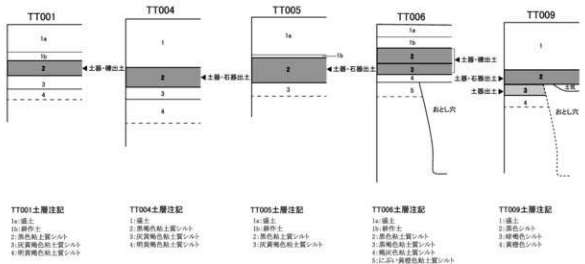 TT001
TT004
TT005
TT006
TT009
1a
1b
2
3
4
土器・礫出土
1
2
3
4
土器・石器出土
1a
1b
2
3
土器・石器出土
1a
1b
2
3
4
5
土器・礫出土
おとし穴
1
2
3
4
土器・石器出土
土器出土
土坑
おとし穴
TT001土層注記
1a:盛土
1b:耕作土
2:黒色粘土質シルト
3:灰黄褐色粘土質シルト
4:明黄褐色粘土質シルト
TT004土層注記
1:盛土
2:黒褐色粘土質シルト
3:灰黄褐色粘土質シルト
4:明黄褐色粘土質シルト
TT005土層注記
1a:盛土
1b:耕作土
2:黒色粘土質シルト
3:灰黄褐色粘土質シルト
TT006土層注記
1a:盛土
1b:耕作土
2:黒色粘土質シルト
3:黒褐色粘土質シルト
4:褐灰色粘土質シルト
5:にぶい黄橙色粘土質シルト
TT009土層注記
1:盛土
2:黒色シルト
3:暗褐色シルト
4:黄橙色シルト